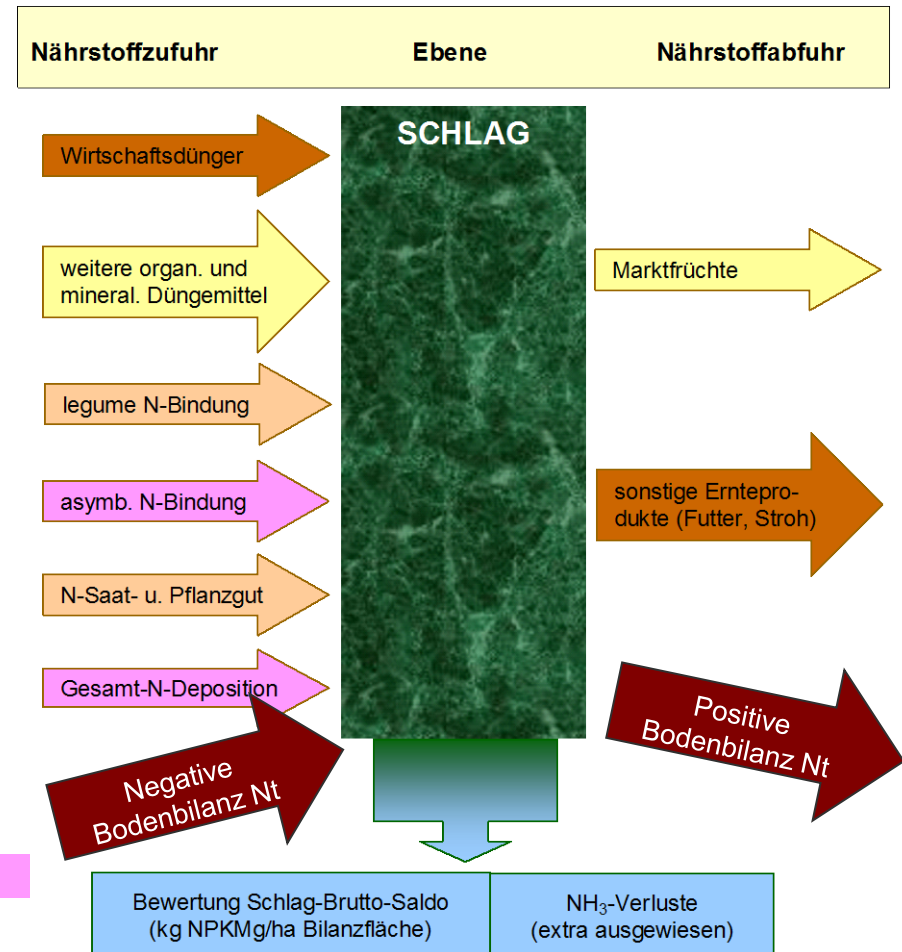 Nährstoffzufuhr Ebene Nährstoffabfuhr
SCHLAG
Wirtschaftsdünger
weitere organ. und
mineral. Düngemittel
legume N-Bindung
asymb. N-Bindung
N-Saat- u. Pflanzgut
Gesamt-N-Deposition
Negative
Bodenbilanz Nt
Marktfrüchte
sonstige Erntepro-
dukte (Futter, Stroh)
Positive
Bodenbilanz Nt
Bewertung Schlag-Brutto-Saldo
(kg NPKMg/ha Bilanzfläche)
NH₃-Verluste
(extra ausgewiesen)